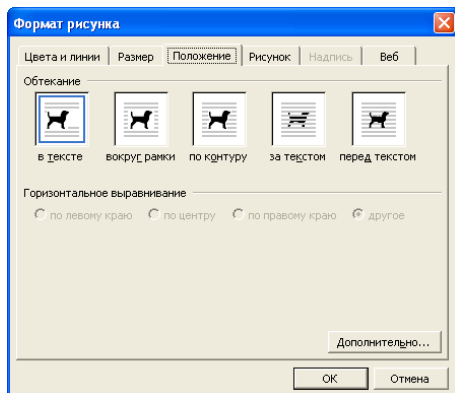 Формат рисунка
Цвета и линии Размер Положение Рисунок Надпись Веб
Обтекание
в тексте вокруг рамки по контуру за текстом перед текстом
Горизонтальное выравнивание
по левому краю по центру по правому краю другое
Дополнительно...
ОК Отмена